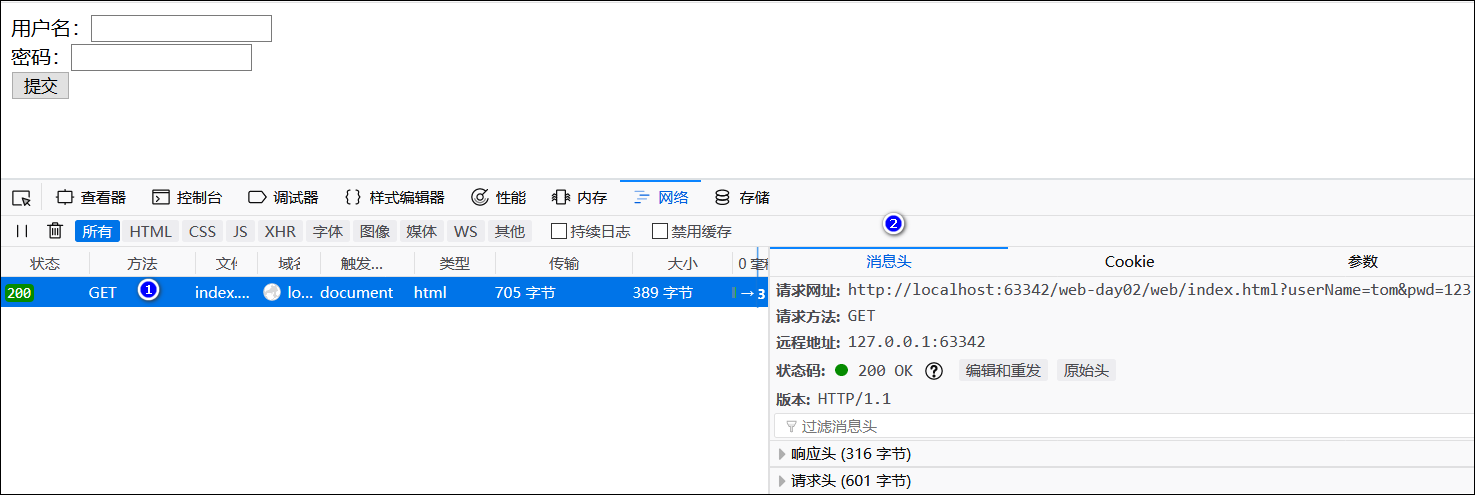 用户名：
密码：
提交
查看器 控制台 调试器 {} 样式编辑器 性能 内存 网络 存储
所有 HTML CSS JS XHR 字体 图像 媒体 WS 其他 持续日志 禁用缓存 2
状态 方法 文件 域名 触发... 类型 传输 大小 0 毫秒
200 GET 1 index.... lo... document html 705 字节 389 字节 → 3
消息头 Cookie 参数
请求网址: http://localhost:63342/web-day02/web/index.html?userName=tom&pwd=123
请求方法: GET
远程地址: 127.0.0.1:63342
状态码: 200 OK ? 编辑和重发 原始头
版本: HTTP/1.1
过滤消息头
响应头 (316 字节)
请求头 (601 字节)